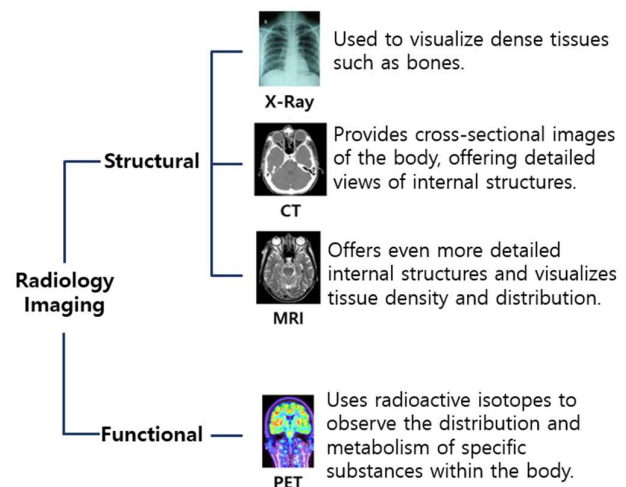 Used to visualize dense tissues
such as bones.
X-Ray
Provides cross-sectional images
of the body, offering detailed
views of internal structures.
Structural
CT
Offers even more detailed
internal structures and visualizes
tissue density and distribution.
MRI
Radiology
Imaging
Uses radioactive isotopes to
observe the distribution and
metabolism of specific
substances within the body.
Functional
PET